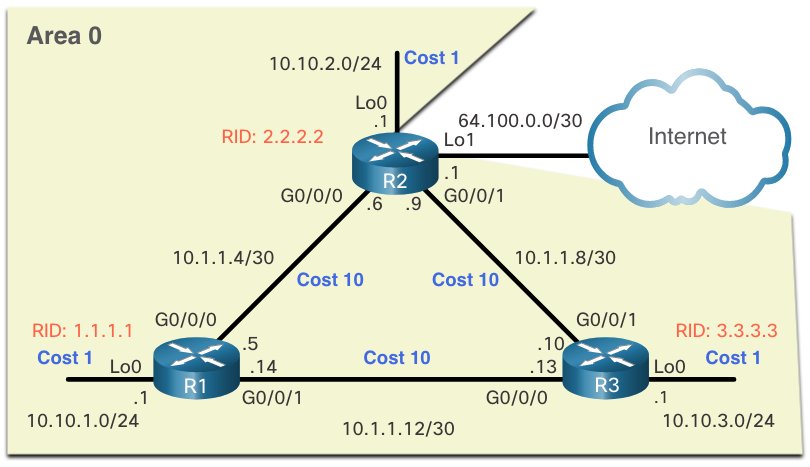 Area 0
10.10.2.0/24
Cost 1
Lo0
.1
64.100.0.0/30
Internet
RID: 2.2.2.2
Lo1
.1
R2
G0/0/0
.6
.9
G0/0/1
10.1.1.4/30
10.1.1.8/30
Cost 10
Cost 10
RID: 1.1.1.1
G0/0/0
G0/0/1
RID: 3.3.3.3
Cost 1
.5
Cost 10
.10
Cost 1
Lo0
.14
.13
Lo0
R1
R3
.1
G0/0/1
G0/0/0
.1
10.10.1.0/24
10.1.1.12/30
10.10.3.0/24